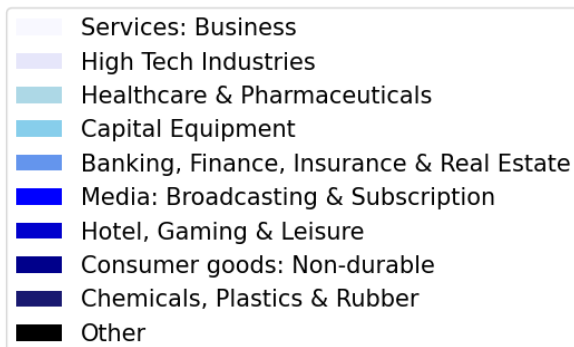 Services: Business
High Tech Industries
Healthcare & Pharmaceuticals
Capital Equipment
Banking, Finance, Insurance & Real Estate
Media: Broadcasting & Subscription
Hotel, Gaming & Leisure
Consumer goods: Non-durable
Chemicals, Plastics & Rubber
Other